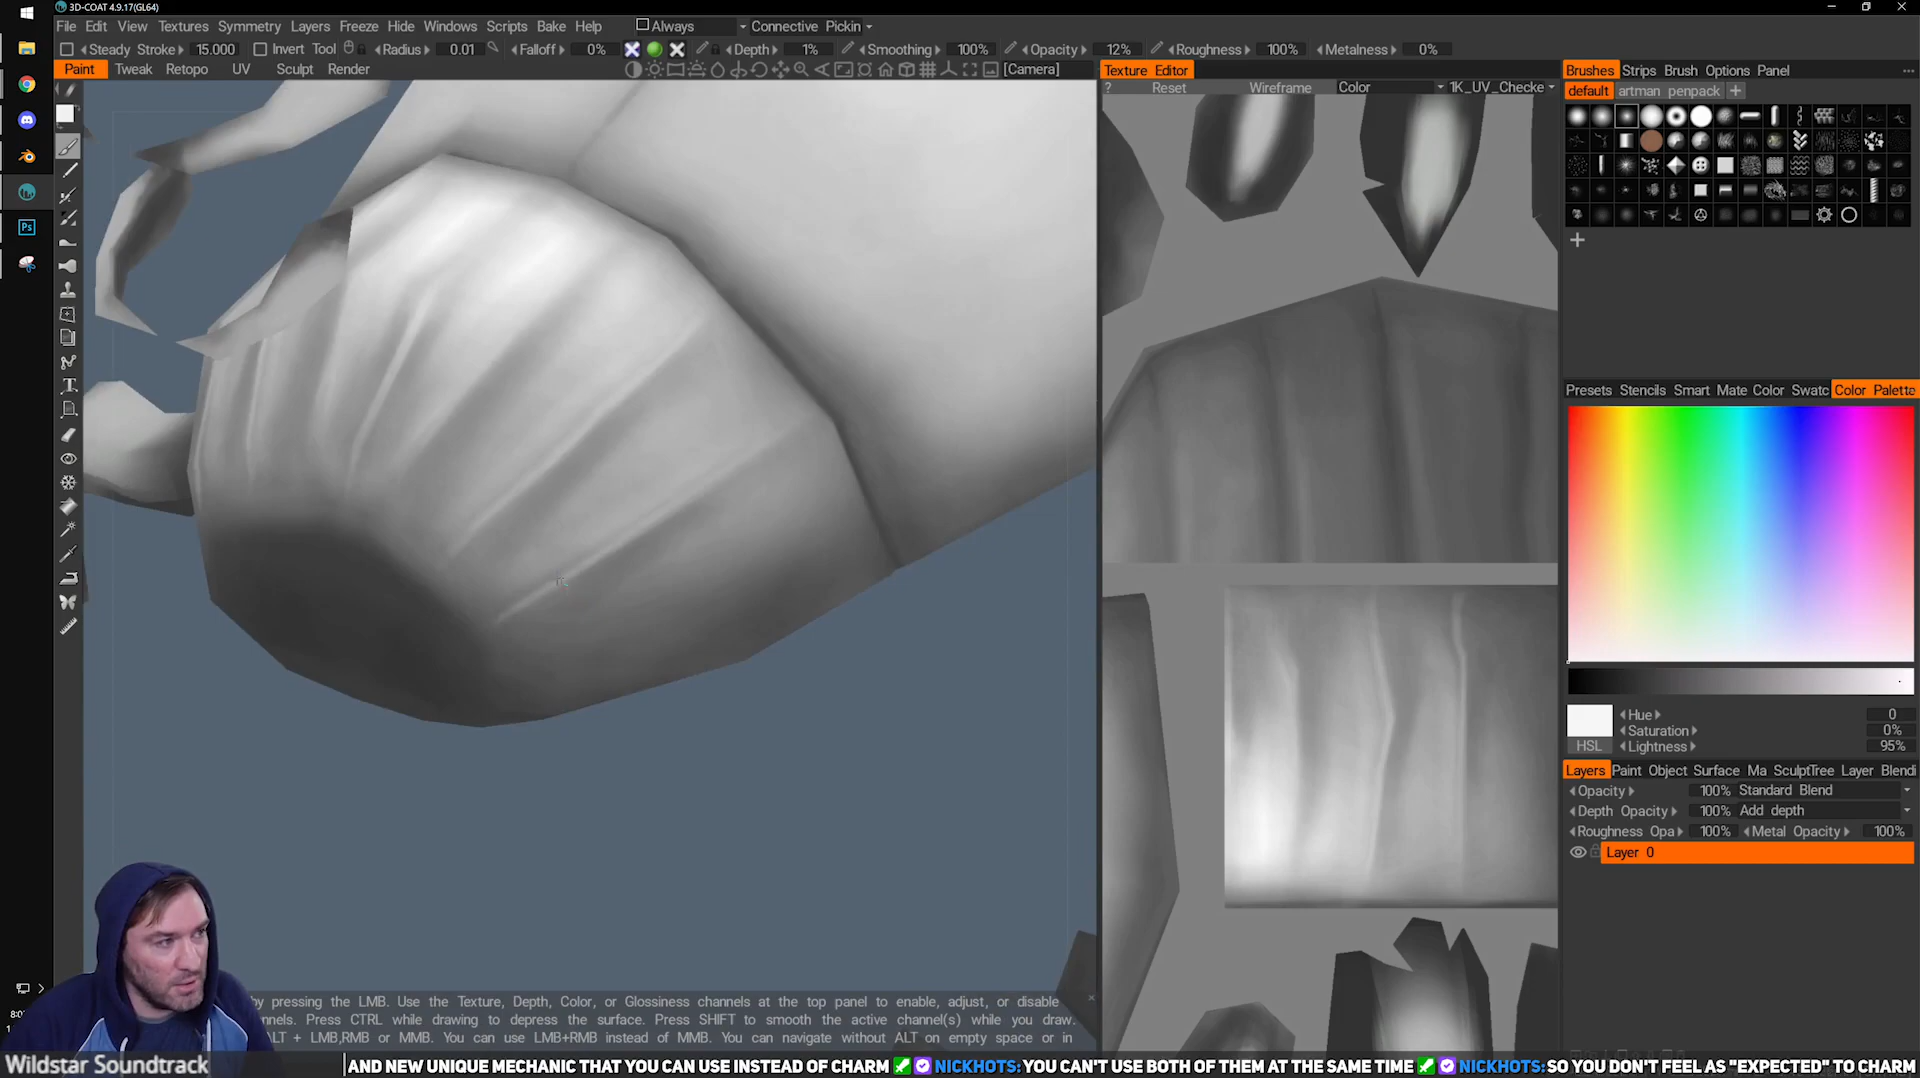 3D-COAT 4.9.17(GL64)
File Edit View Textures Symmetry Layers Freeze Hide Windows Scripts Bake Help Always Connective Pickin
Steady Stroke 15.000 Invert Tool Radius 0.01 Falloff 0% Depth 1% Smoothing 100% Opacity 12% Roughness 100% Metalness 0%
Paint Tweak Retopo UV Sculpt Render [Camera] Texture Editor Brushes Strips Brush Options Panel
? Reset Wireframe Color 1K_UV_Checke default artman penpack
Presets Stencils Smart Mate Color Swatc Color Palette
Hue 0
Saturation 0%
HSL Lightness 95%
Layers Paint Object Surface Ma SculptTree Layer Blendi
Opacity 100% Standard Blend
Depth Opacity 100% Add depth
Roughness Opa 100% Metal Opacity 100%
Layer 0
by pressing the LMB. Use the Texture, Depth, Color, or Glossiness channels at the top panel to enable, adjust, or disable
nnels. Press CTRL while drawing to depress the surface. Press SHIFT to smooth the active channel(s) while you draw.
ALT + LMB,RMB or MMB. You can use LMB+RMB instead of MMB. You can navigate without ALT on empty space or in
Ps
Wildstar Soundtrack
AND NEW UNIQUE MECHANIC THAT YOU CAN USE INSTEAD OF CHARM NICKHOTS: YOU CAN'T USE BOTH OF THEM AT THE SAME TIME NICKHOTS: SO YOU DON'T FEEL AS "EXPECTED" TO CHARM